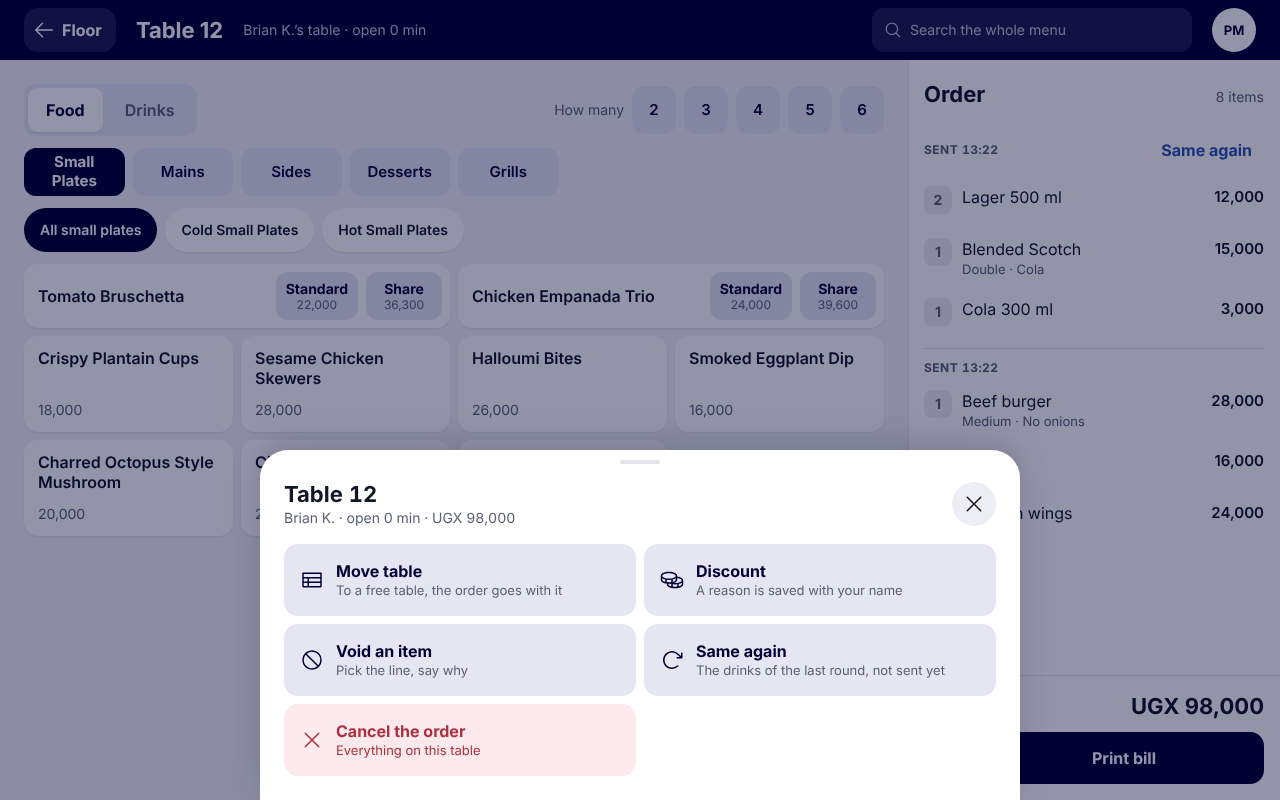 Floor
Table 12
Brian K.'s table · open 0 min
Search the whole menu
PM
Food
Drinks
How many
2
3
4
5
6
Small
Plates
Mains
Sides
Desserts
Grills
All small plates
Cold Small Plates
Hot Small Plates
Tomato Bruschetta
Standard
22,000
Share
36,300
Chicken Empanada Trio
Standard
24,000
Share
39,600
Crispy Plantain Cups
18,000
Sesame Chicken
Skewers
28,000
Halloumi Bites
26,000
Smoked Eggplant Dip
16,000
Charred Octopus Style
Mushroom
20,000
Order
8 items
SENT 13:22
Same again
2
Lager 500 ml
12,000
1
Blended Scotch
15,000
Double · Cola
1
Cola 300 ml
3,000
SENT 13:22
1
Beef burger
28,000
Medium · No onions
16,000
wings
24,000
UGX 98,000
Print bill
Table 12
Brian K. · open 0 min · UGX 98,000
Move table
To a free table, the order goes with it
Discount
A reason is saved with your name
Void an item
Pick the line, say why
Same again
The drinks of the last round, not sent yet
Cancel the order
Everything on this table